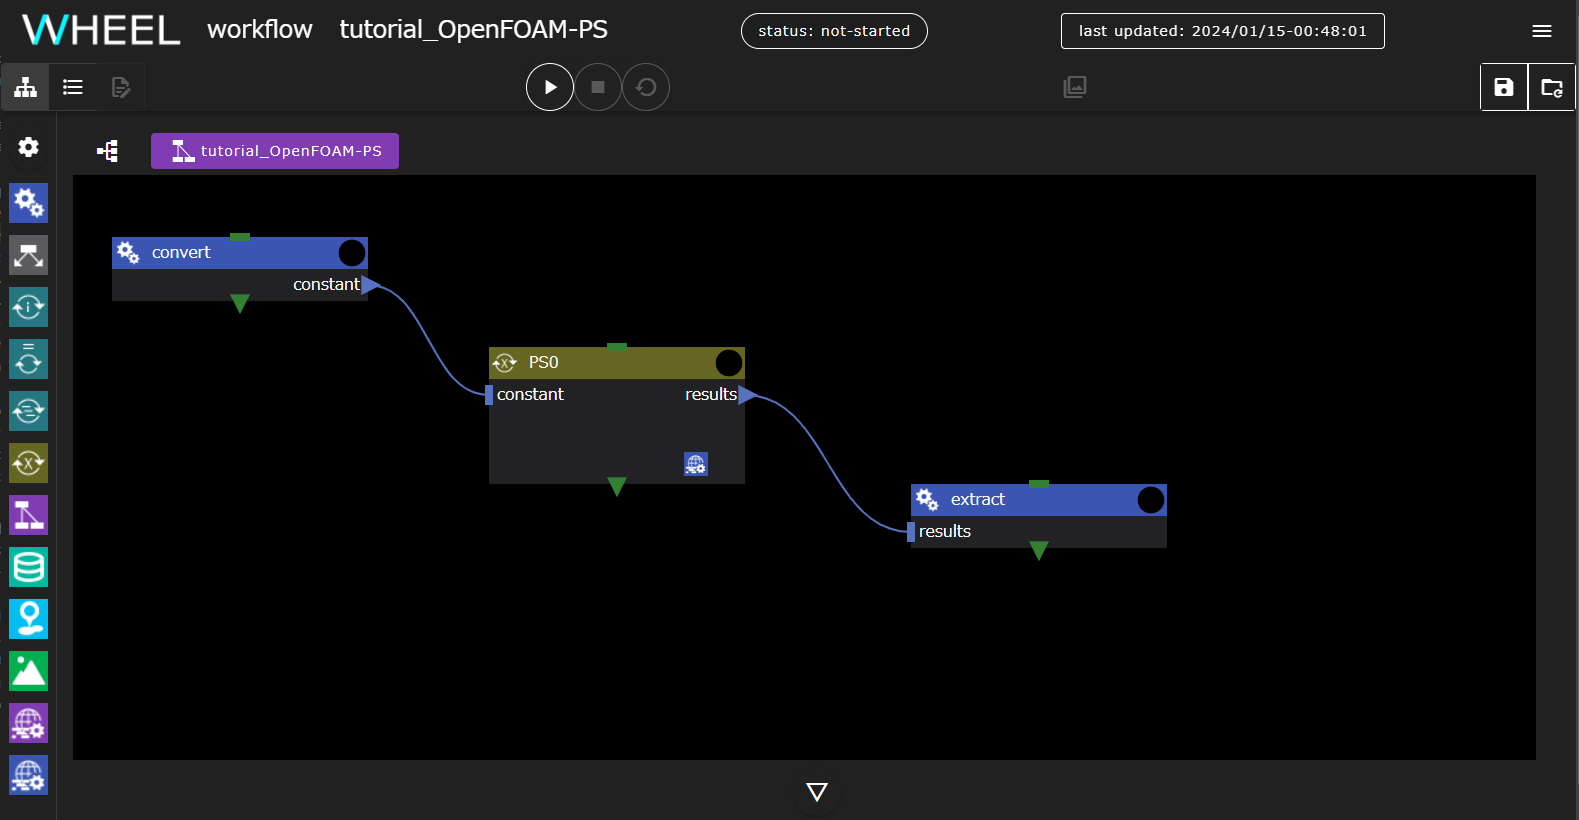 WHEEL workflow tutorial_OpenFOAM-PS status: not-started last updated: 2024/01/15-00:48:01
tutorial_OpenFOAM-PS
convert
constant
PS0
constant results
extract
results